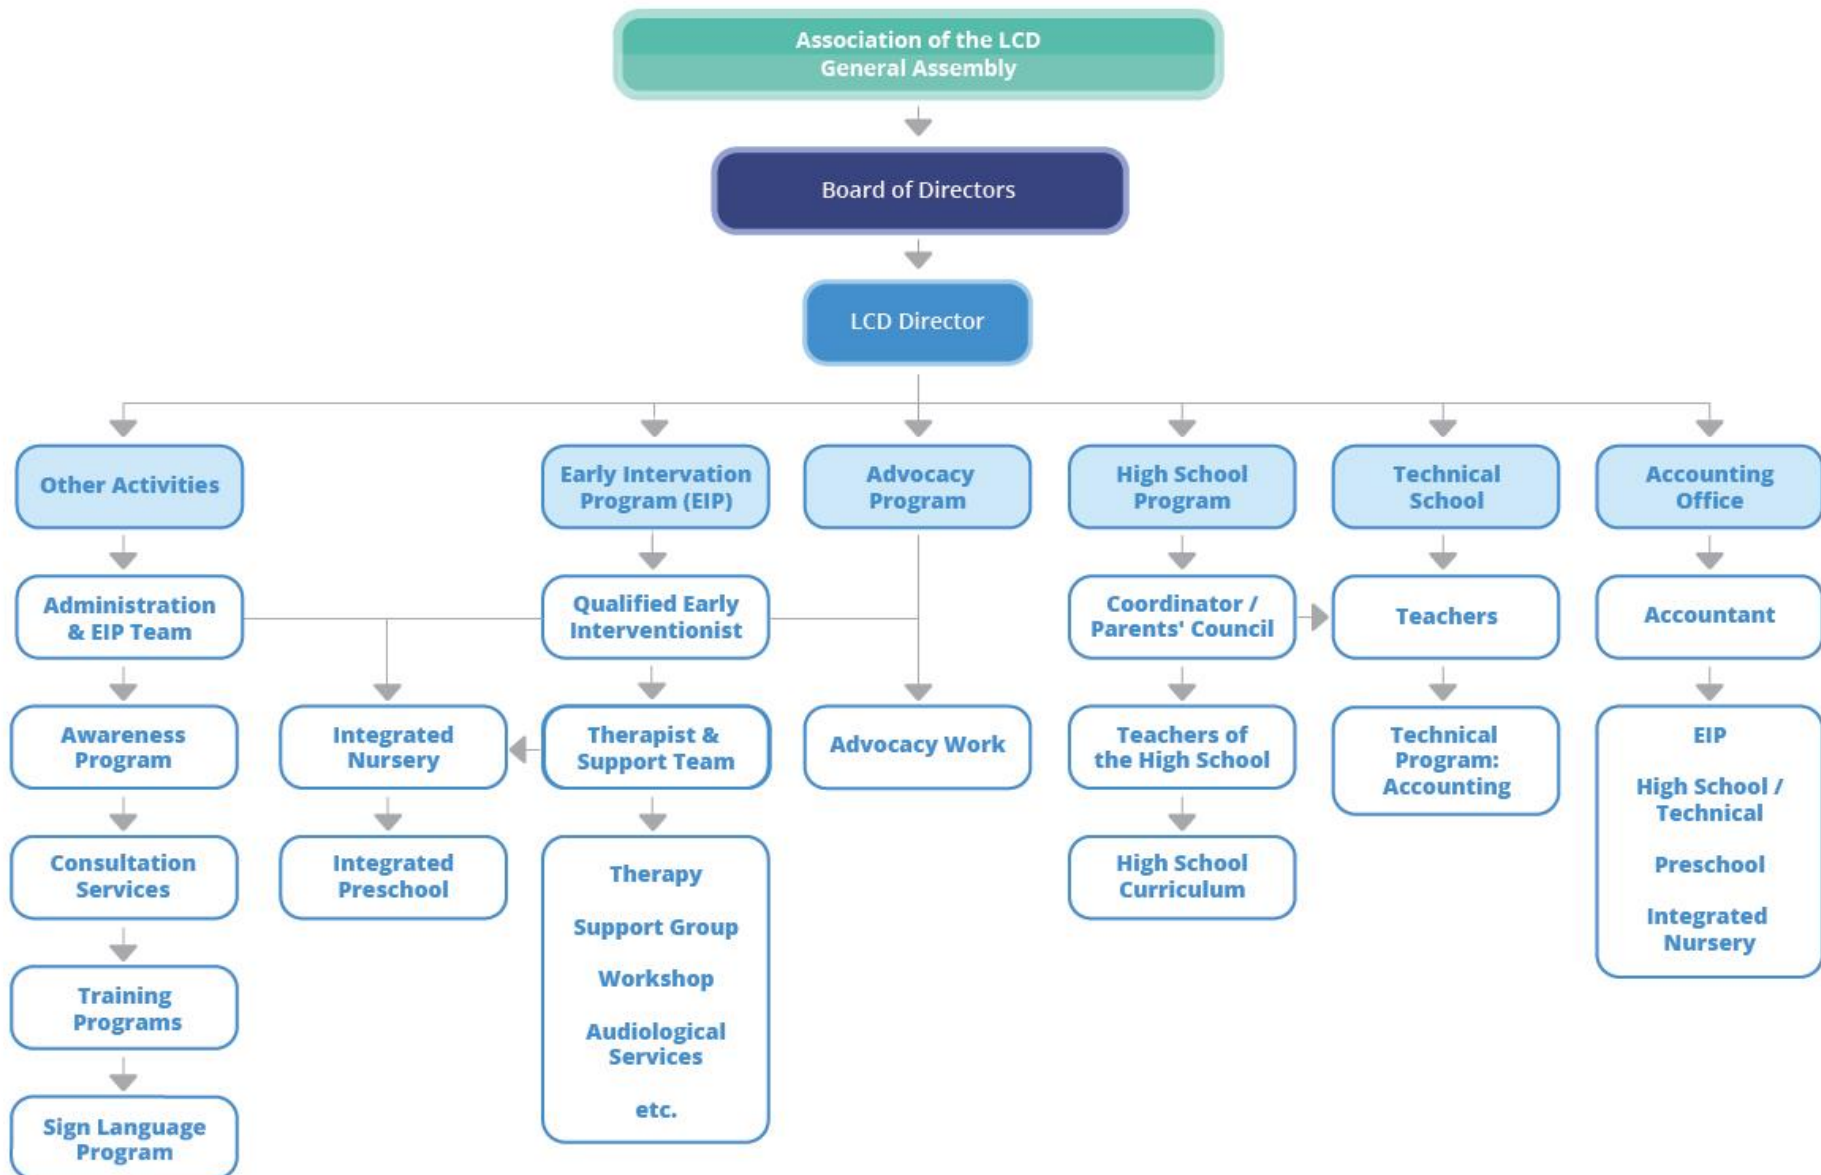 Association of the LCD
General Assembly
Board of Directors
LCD Director
Other Activities
Early Intervation
Program (EIP)
Advocacy
Program
High School
Program
Technical
School
Accounting
Office
Administration
& EIP Team
Qualified Early
Interventionist
Coordinator /
Parents' Council
Teachers
Accountant
Awareness
Program
Integrated
Nursery
Therapist &
Support Team
Advocacy Work
Teachers of
the High School
Technical
Program:
Accounting
EIP
High School /
Technical
Preschool
Integrated
Nursery
Consultation
Services
Integrated
Preschool
Therapy
Support Group
Workshop
Audiological
Services
etc.
High School
Curriculum
Training
Programs
Sign Language
Program